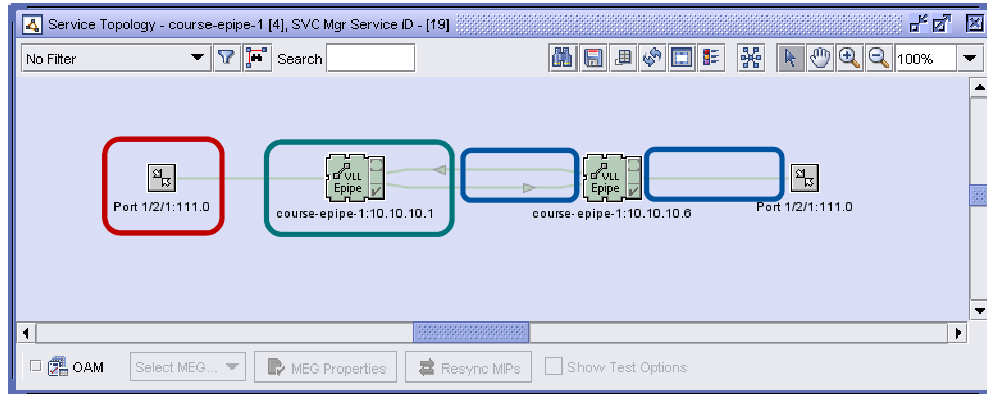 Service Topology - course-epipe-1 [4], SVC Mgr Service iD - [19]
No Filter Search 100%
VLL Epipe
VLL Epipe
Port 1/2/1:111.0 course-epipe-1:10.10.10.1 course-epipe-1:10.10.10.6 Port 1/2/1:111.0
OAM Select MEG... MEG Properties Resync MIPs Show Test Options